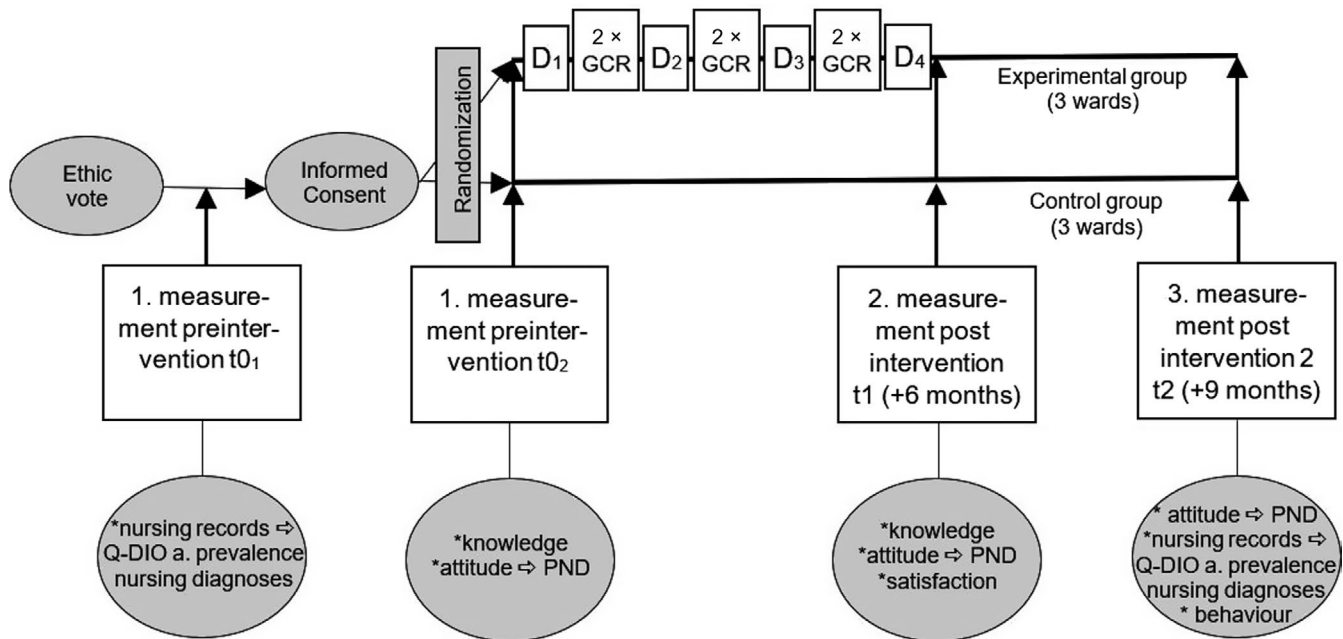 D1
2 ×
GCR
D2
2 ×
GCR
D3
2 ×
GCR
D4
Experimental group
(3 wards)
Randomization
Ethic
vote
Informed
Consent
Control group
(3 wards)
1. measure-
ment preinter-
vention t01
1. measure-
ment preinter-
vention t02
2. measure-
ment post
intervention
t1 (+6 months)
3. measure-
ment post
intervention 2
t2 (+9 months)
*nursing records ⇨
Q-DIO a. prevalence
nursing diagnoses
*knowledge
*attitude ⇨ PND
*knowledge
*attitude ⇨ PND
*satisfaction
* attitude ⇨ PND
*nursing records ⇨
Q-DIO a. prevalence
nursing diagnoses
* behaviour